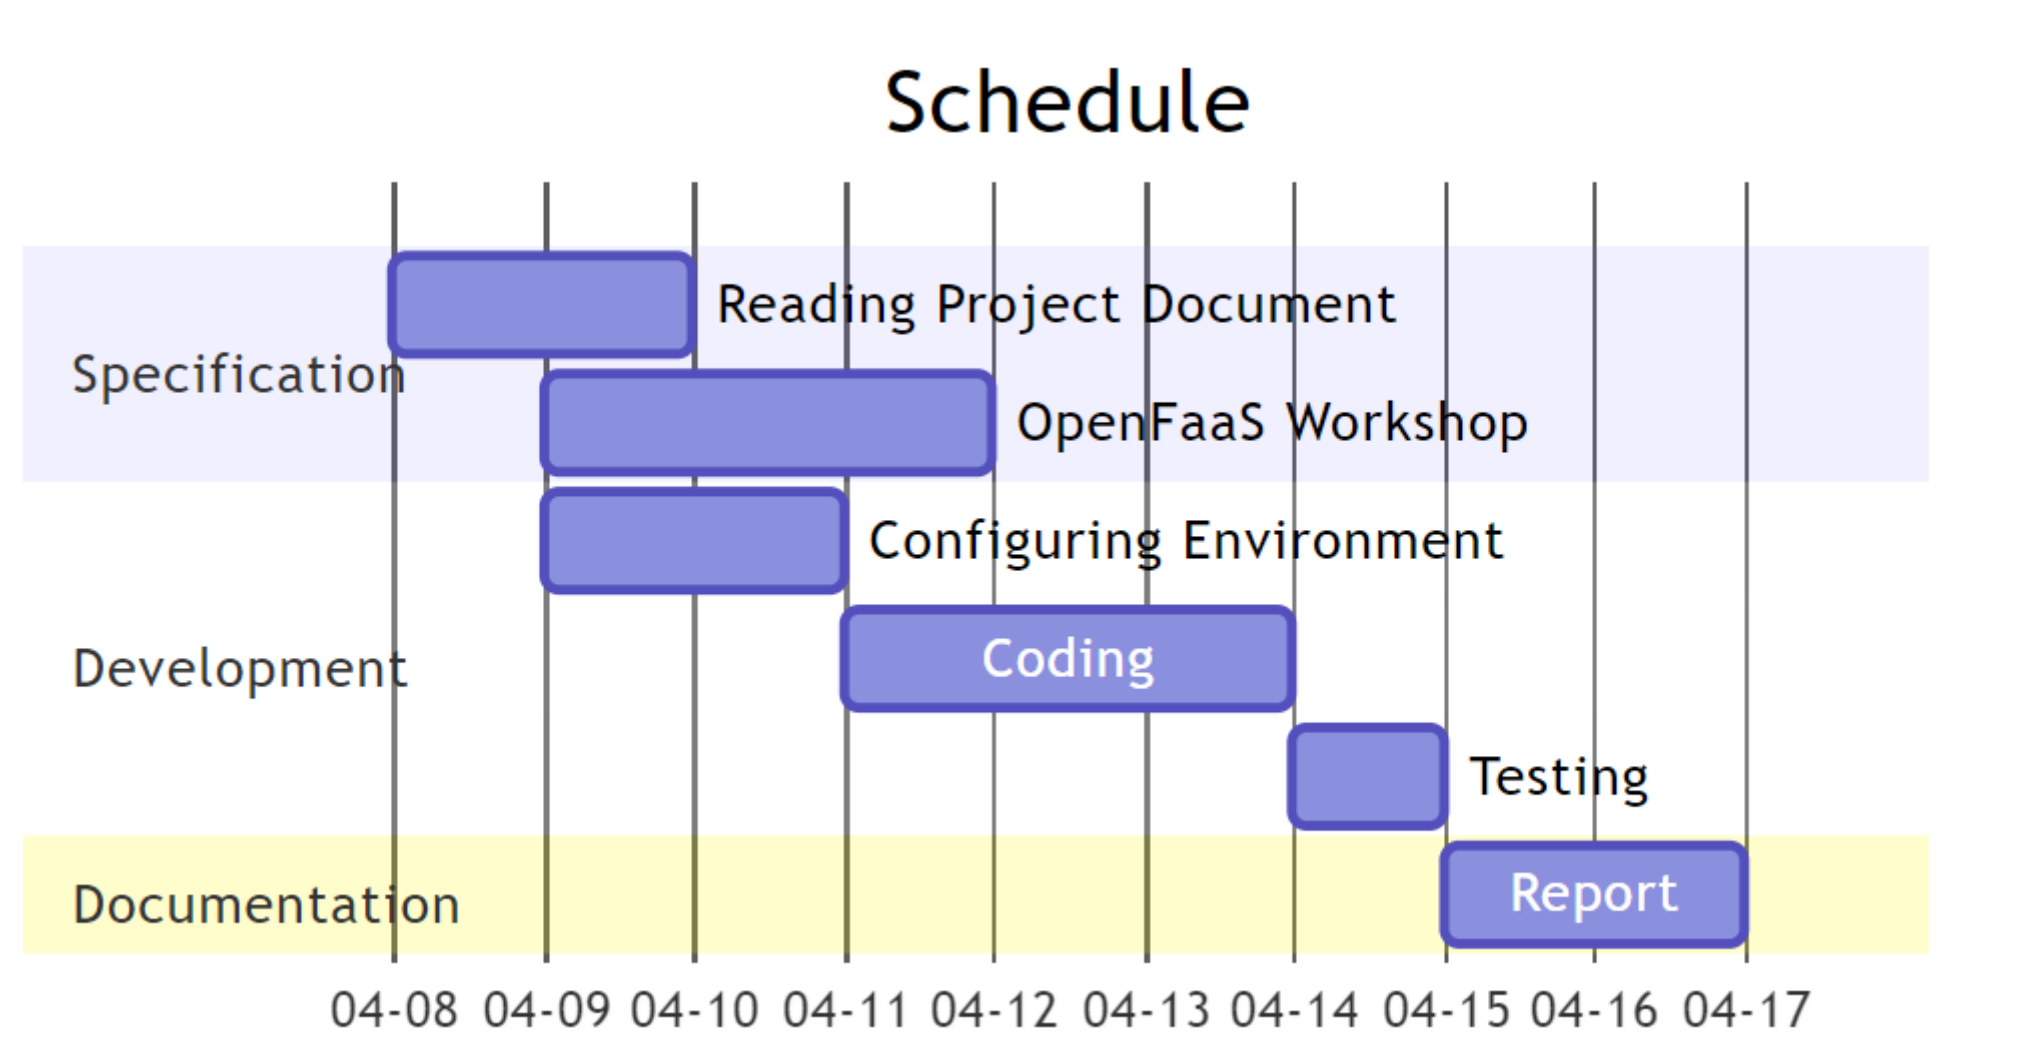 Schedule
Reading Project Document
Specification
OpenFaaS Workshop
Configuring Environment
Coding
Development
Testing
Report
Documentation
04-08 04-09 04-10 04-11 04-12 04-13 04-14 04-15 04-16 04-17